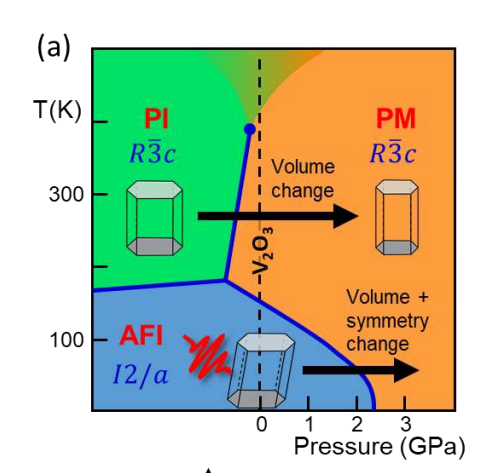 (a)
T(K)
PI
R3̅c
PM
R3̅c
Volume
change
300
V₂O₃
Volume +
symmetry
change
100
AFI
I2/a
0 1 2 3
Pressure (GPa)